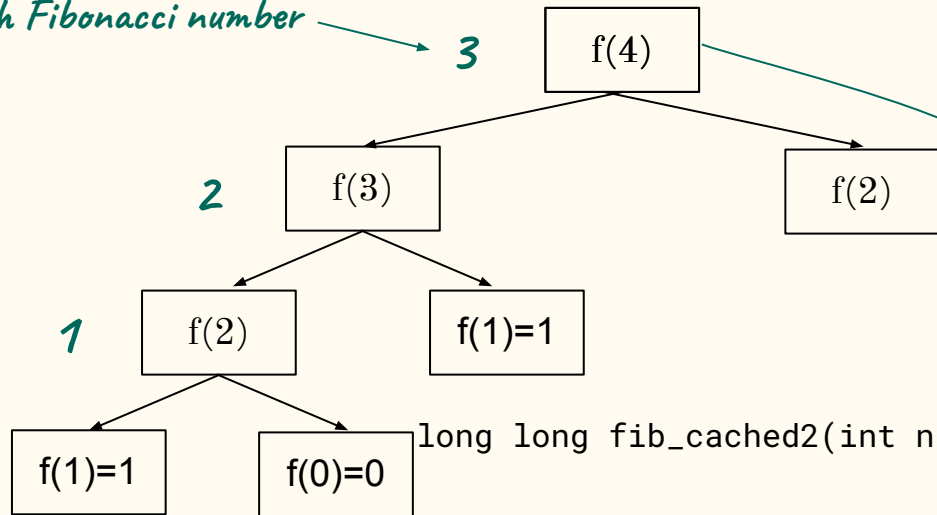 Fibonacci number
3
f(4)
2
f(3)
f(2)
1
f(2)
f(1)=1
long long fib_cached2(int n
f(1)=1
f(0)=0